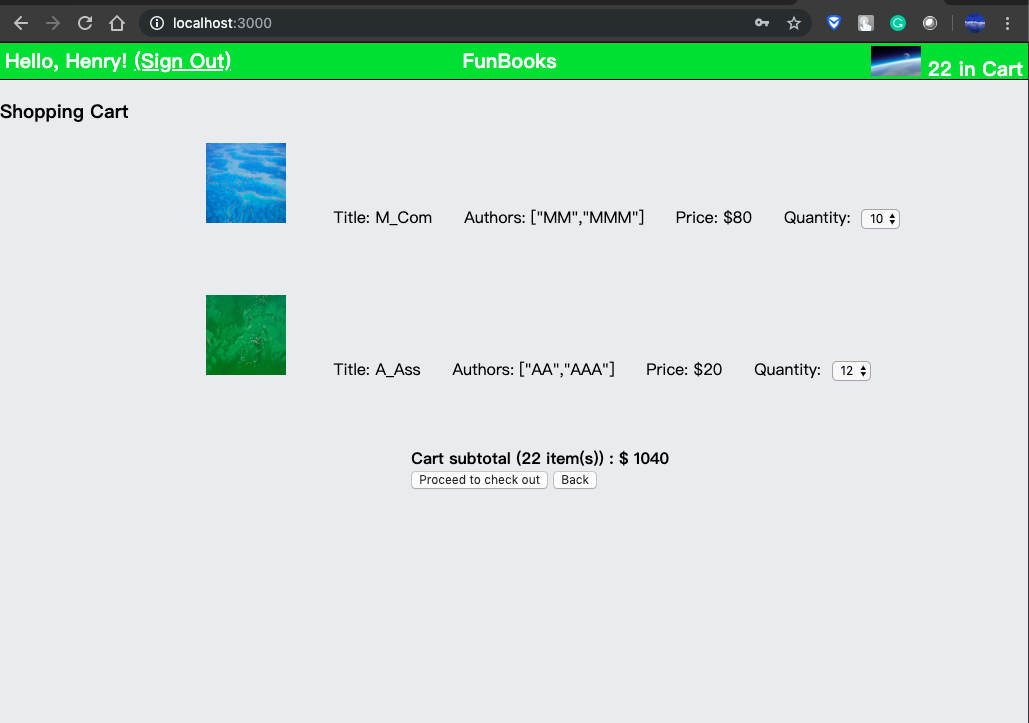 localhost:3000
Hello, Henry! (Sign Out) FunBooks 22 in Cart
Shopping Cart
Title: M_Com Authors: ["MM","MMM"] Price: $80 Quantity: 10
Title: A_Ass Authors: ["AA","AAA"] Price: $20 Quantity: 12
Cart subtotal (22 item(s)) : $ 1040
Proceed to check out Back